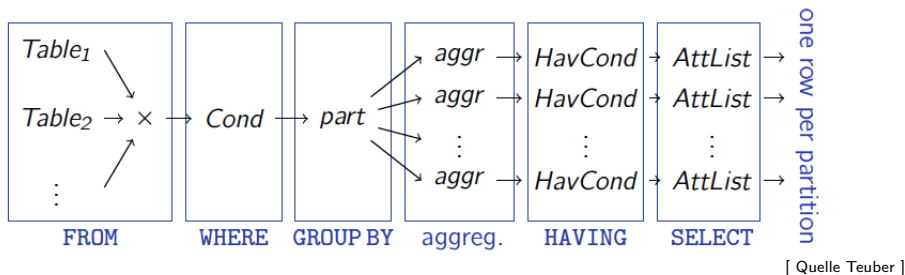 Table₁ aggr HavCond AttList
Table₂ × Cond part aggr HavCond AttList
⋮ ⋮ ⋮ ⋮
aggr HavCond AttList
FROM WHERE GROUP BY aggreg. HAVING SELECT
one row per partition
[ Quelle Teuber ]